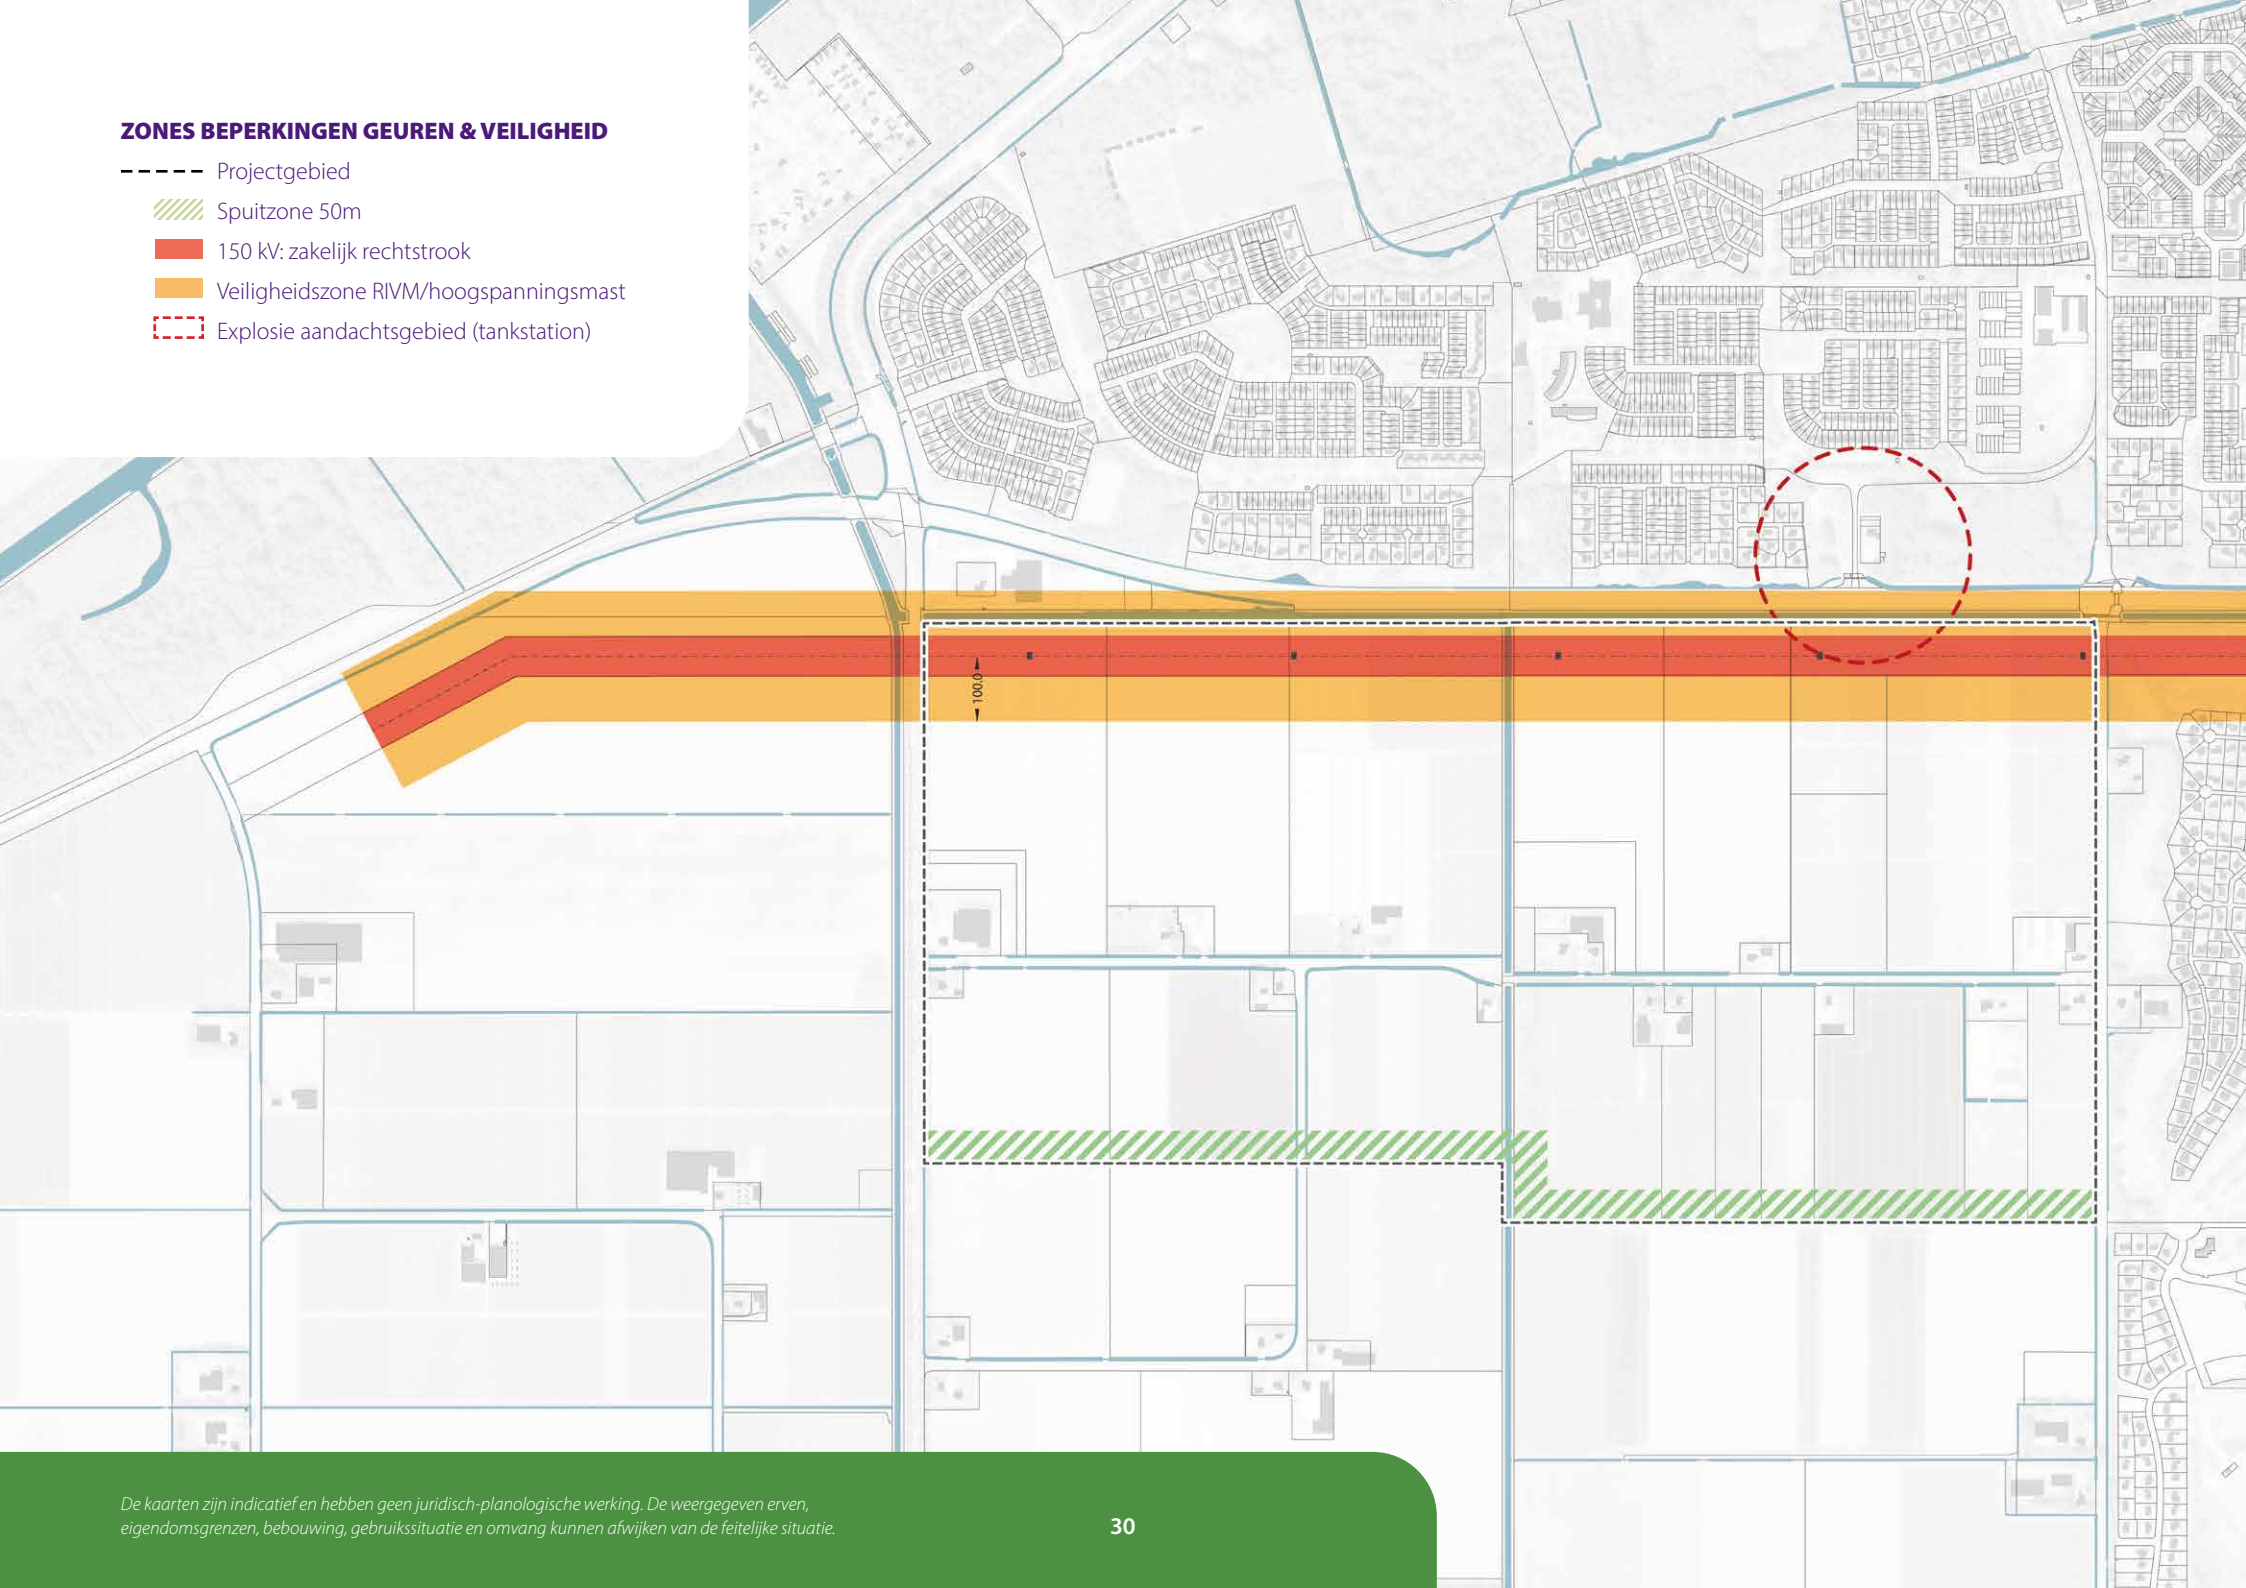 ZONES BEPERKINGEN GEUREN & VEILIGHEID
Projectgebied
Spuitzone 50m
150 kV: zakelijk rechtstrook
Veiligheidszone RIVM/hoogspanningsmast
Explosie aandachtsgebied (tankstation)
100.0
De kaarten zijn indicatief en hebben geen juridisch-planologische werking. De weergegeven erven,
eigendomsgrenzen, bebouwing, gebruikssituatie en omvang kunnen afwijken van de feitelijke situatie.
30